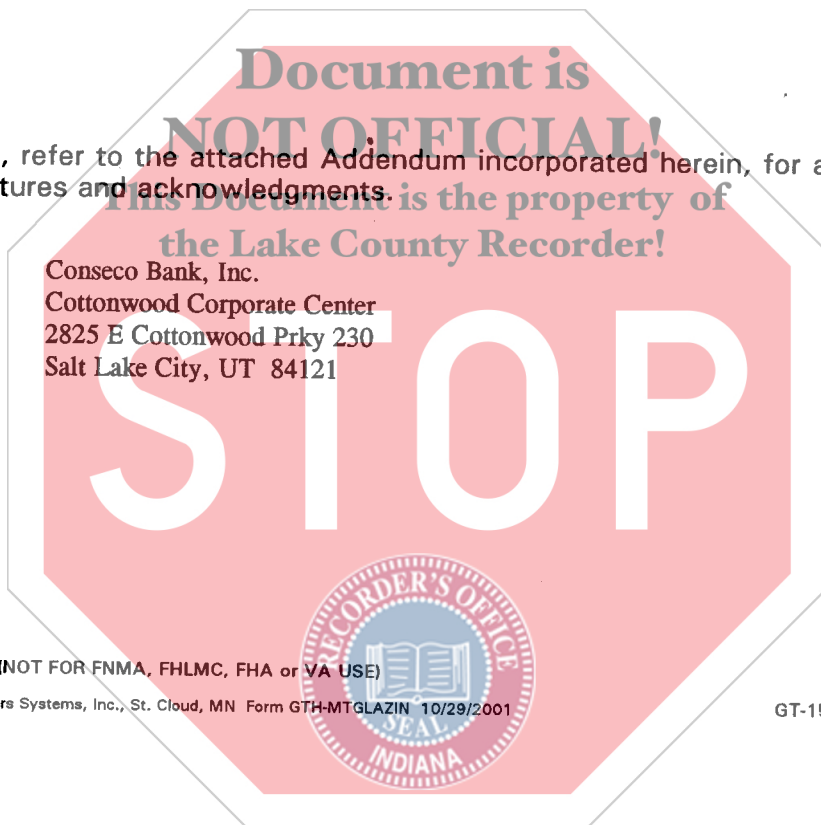 Document is
NOT OFFICIAL!
, refer to the attached Addendum incorporated herein, for a
tures and acknowledgments.
This Document is the property of
the Lake County Recorder!
Conseco Bank, Inc.
Cottonwood Corporate Center
2825 E Cottonwood Prky 230
Salt Lake City, UT 84121
STOP
RECORDER'S OFFICE
SEAL
INDIANA
(NOT FOR FNMA, FHLMC, FHA or VA USE)
rs Systems, Inc., St. Cloud, MN Form GTH-MTGLAZIN 10/29/2001
GT-15